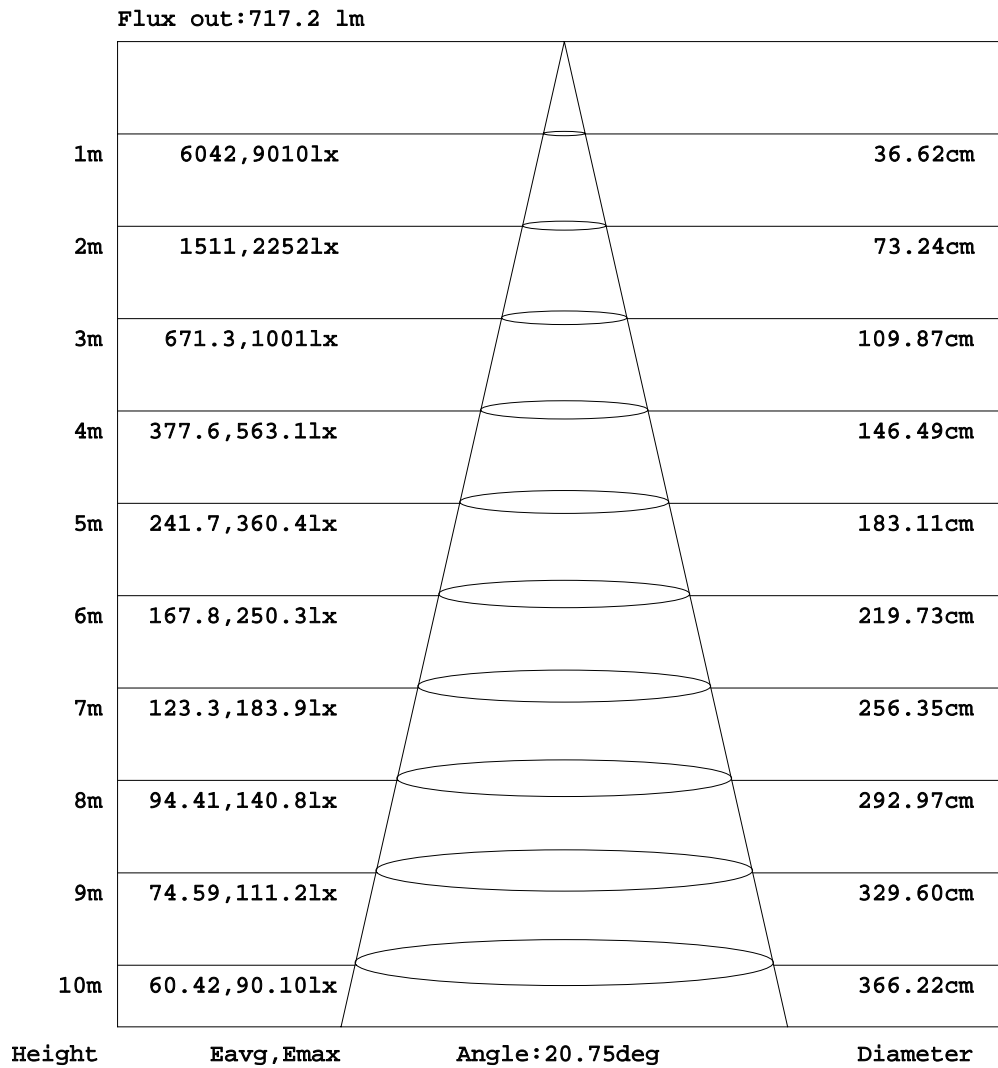 Flux out:717.2 lm
1m 6042,9010lx 36.62cm
2m 1511,2252lx 73.24cm
3m 671.3,1001lx 109.87cm
4m 377.6,563.1lx 146.49cm
5m 241.7,360.4lx 183.11cm
6m 167.8,250.3lx 219.73cm
7m 123.3,183.9lx 256.35cm
8m 94.41,140.8lx 292.97cm
9m 74.59,111.2lx 329.60cm
10m 60.42,90.10lx 366.22cm
Height Eavg,Emax Angle:20.75deg Diameter